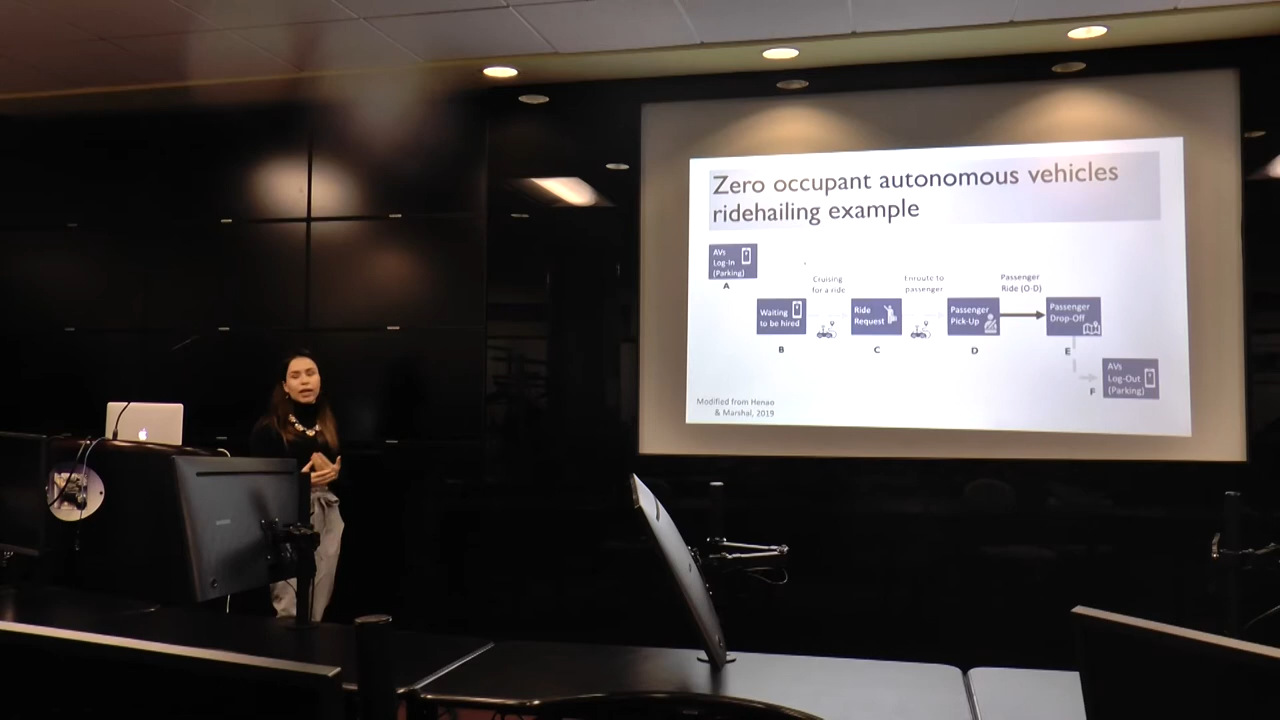 Zero occupant autonomous vehicles
ridehailing example
AVs
Log-In
(Parking)
A
Cruising
for a ride
Enroute to
passenger
Passenger
Ride (O-D)
Waiting
to be hired
Ride
Request
Passenger
Pick-Up
Passenger
Drop-Off
B
C
D
E
AVs
Log-Out
(Parking)
F
Modified from Henao
& Marshal, 2019